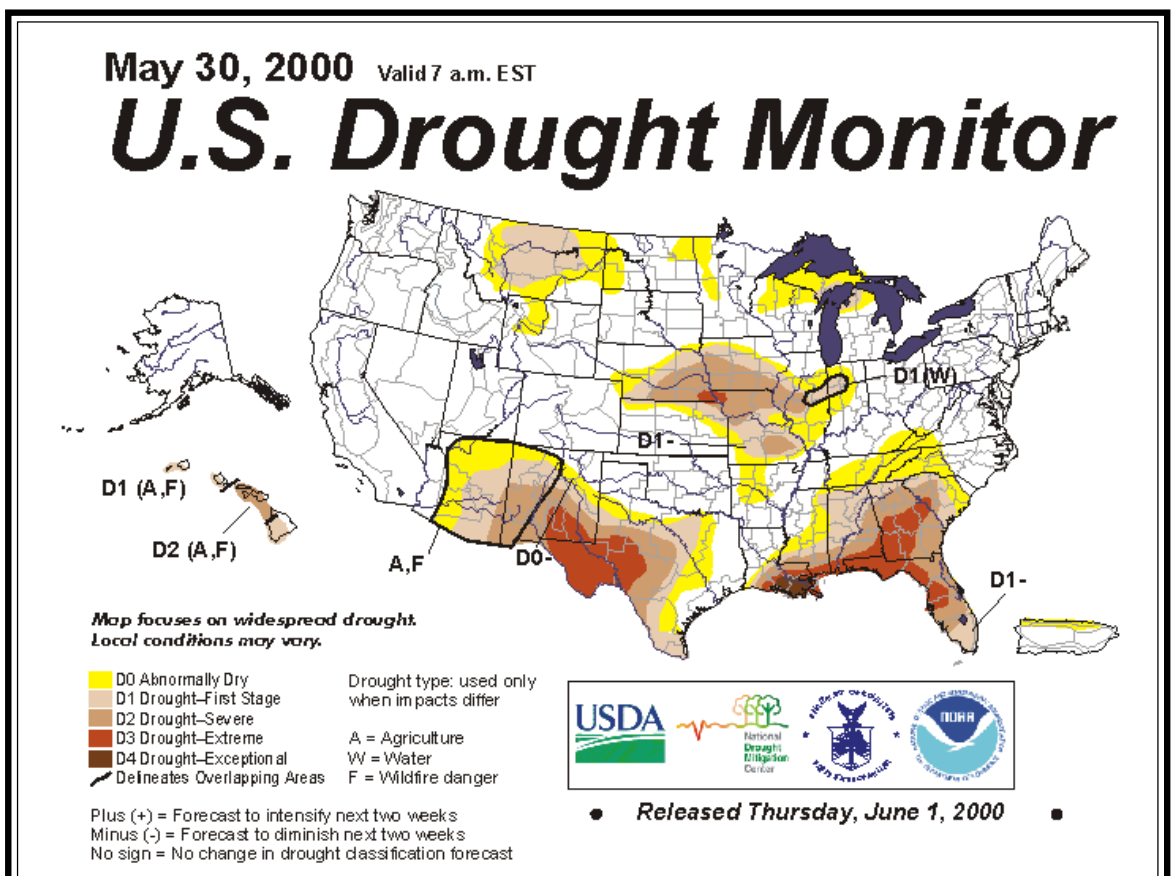 May 30, 2000 Valid 7 a.m. EST
U.S. Drought Monitor
D1(W)
D1-
D1 (A,F)
D2 (A,F)
A,F
D0-
D1-
Map focuses on widespread drought.
Local conditions may vary.
D0 Abnormally Dry
D1 Drought–First Stage
D2 Drought–Severe
D3 Drought–Extreme
D4 Drought–Exceptional
Delineates Overlapping Areas
Drought type: used only
when impacts differ
A = Agriculture
W = Water
F = Wildfire danger
Plus (+) = Forecast to intensify next two weeks
Minus (-) = Forecast to diminish next two weeks
No sign = No change in drought classification forecast
USDA
National
Drought
Mitigation
Center
NOAA
Released Thursday, June 1, 2000